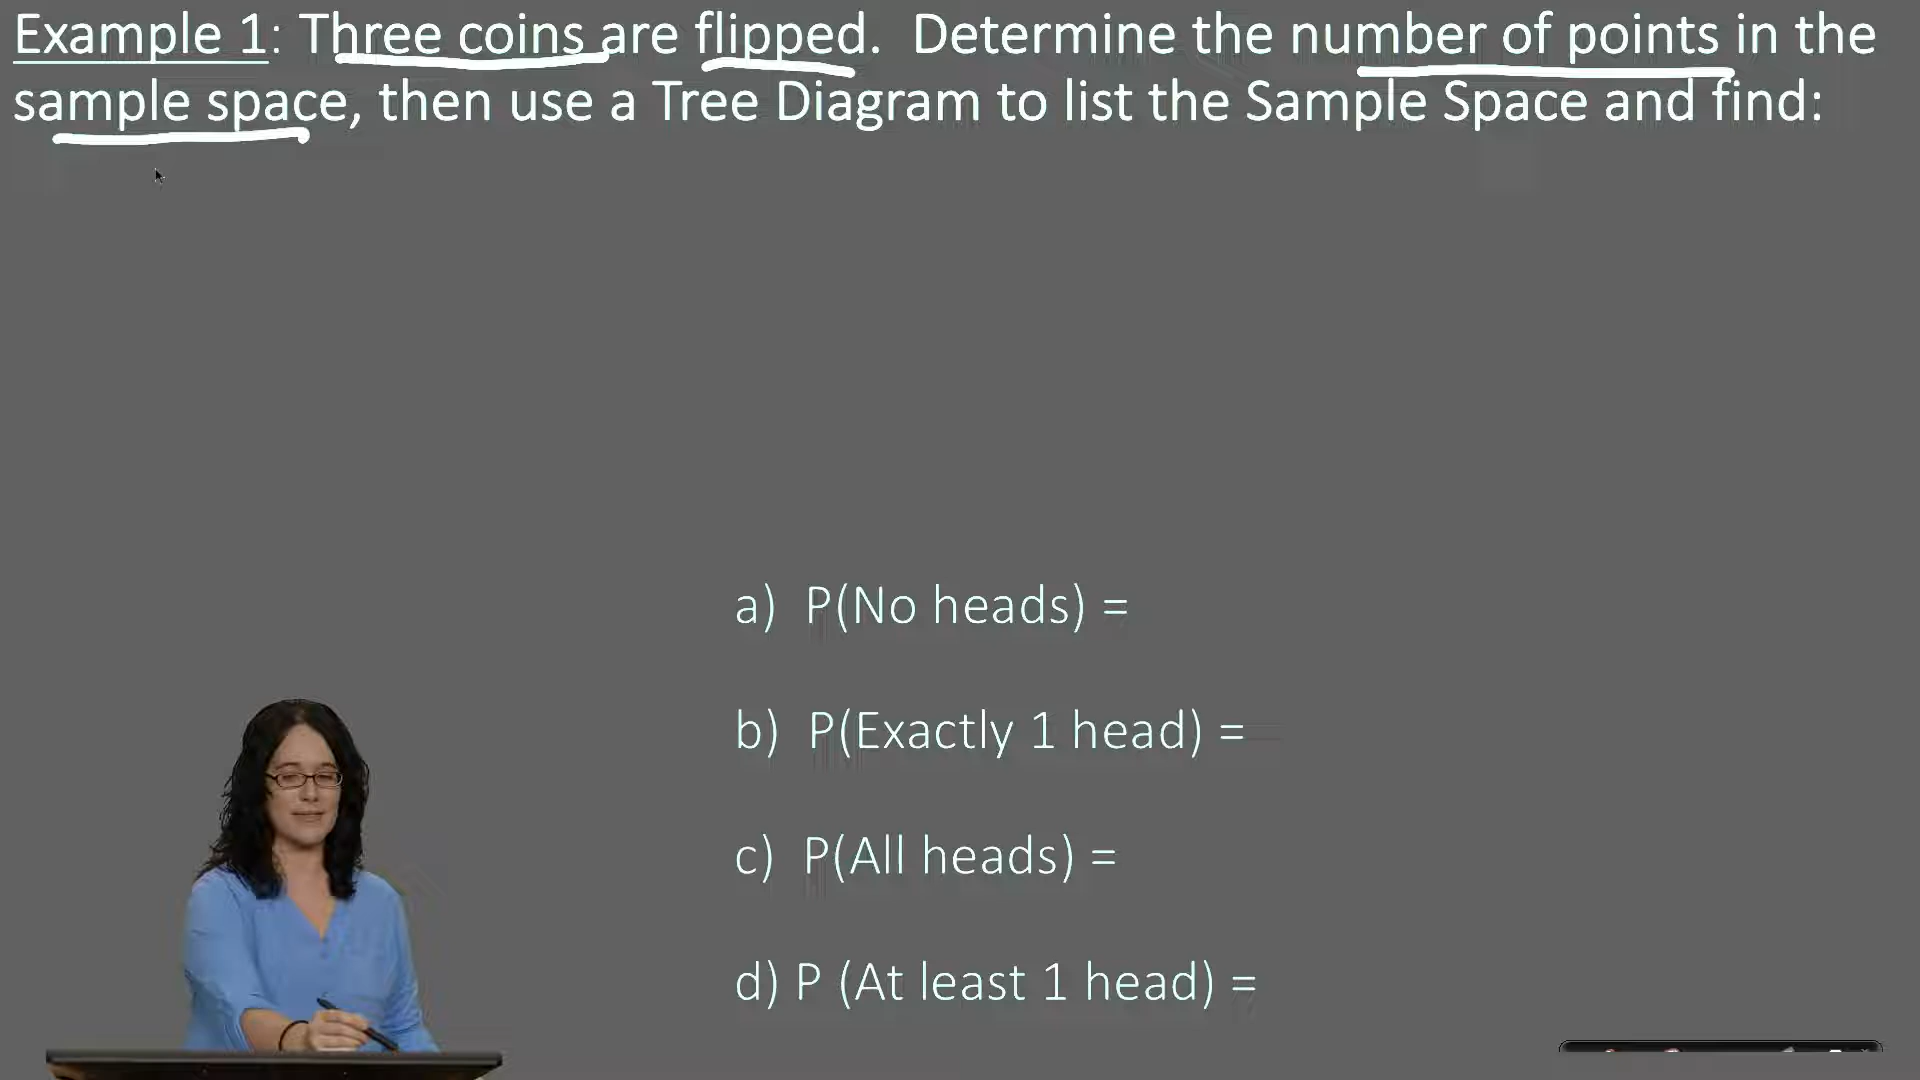 Example 1: Three coins are flipped. Determine the number of points in the
sample space, then use a Tree Diagram to list the Sample Space and find:
a) P(No heads) =
b) P(Exactly 1 head) =
c) P(All heads) =
d) P (At least 1 head) =